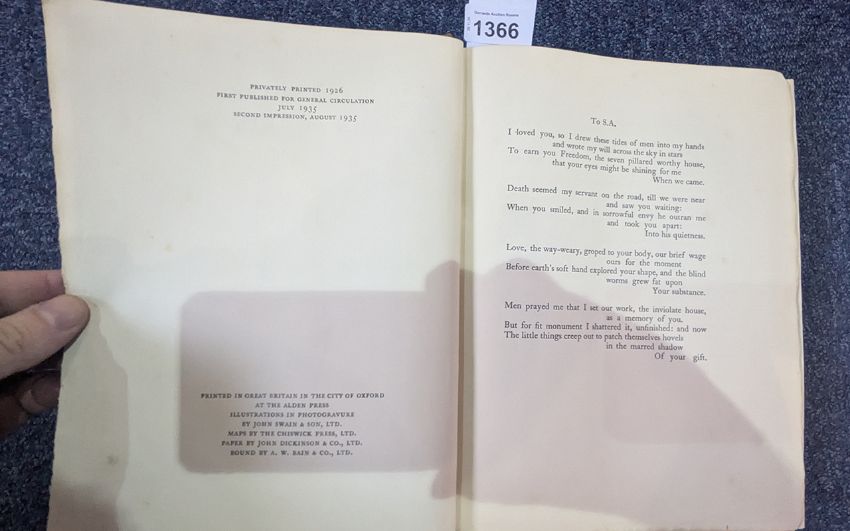 Dorrants Auction Rooms
1366
PRIVATELY PRINTED 1926
FIRST PUBLISHED FOR GENERAL CIRCULATION
JULY 1935
SECOND IMPRESSION, AUGUST 1935
PRINTED IN GREAT BRITAIN IN THE CITY OF OXFORD
AT THE ALDEN PRESS
ILLUSTRATIONS IN PHOTOGRAVURE
BY JOHN SWAIN & SON, LTD.
MAPS BY THE CHISWICK PRESS, LTD.
PAPER BY JOHN DICKINSON & CO., LTD.
BOUND BY A. W. BAIN & CO., LTD.
To S.A.
I loved you, so I drew these tides of men into my hands
and wrote my will across the sky in stars
To earn you Freedom, the seven pillared worthy house,
that your eyes might be shining for me
When we came.
Death seemed my servant on the road, till we were near
and saw you waiting:
When you smiled, and in sorrowful envy he outran me
and took you apart:
Into his quietness.
Love, the way-weary, groped to your body, our brief wage
ours for the moment
Before earth's soft hand explored your shape, and the blind
worms grew fat upon
Your substance.
Men prayed me that I set our work, the inviolate house,
as a memory of you.
But for fit monument I shattered it, unfinished: and now
The little things creep out to patch themselves hovels
in the marred shadow
Of your gift.